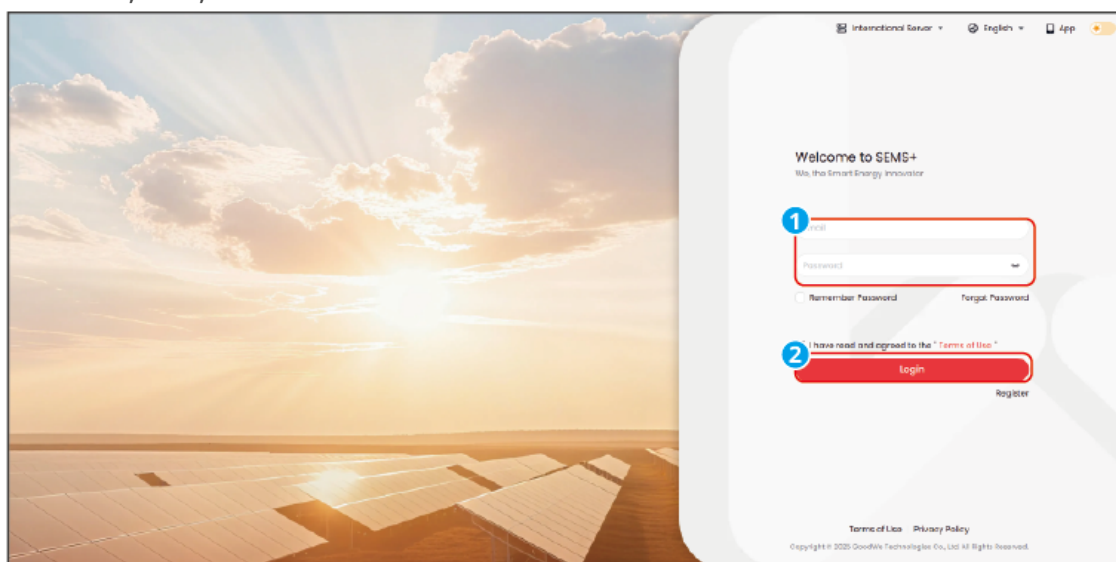 International Server English App
Welcome to SEMS+
We, the Smart Energy Innovator
1
Password
Remember Password Forgot Password
2
I have read and agreed to the "Terms of Use"
Login
Register
Terms of Use Privacy Policy
Copyright © 2025 GoodWe Technologies Co., Ltd All Rights Reserved.